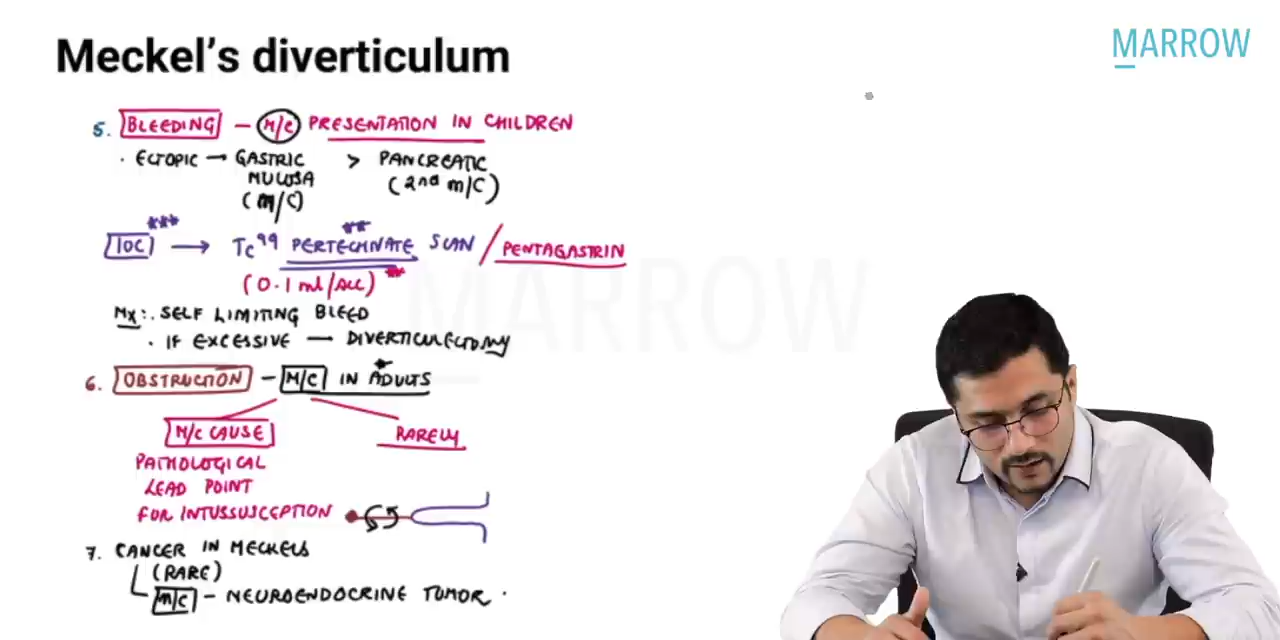 Meckel's diverticulum
MARROW
5. BLEEDING – M/C PRESENTATION IN CHILDREN
· ECTOPIC → GASTRIC MUCOSA (M/C) > PANCREATIC (2nd M/C)
IOC*** → Tc99 PERTECHNATE** SCAN / PENTAGASTRIN
(0.1 ml/sec)*
MX:· SELF LIMITING BLEED
· IF EXCESSIVE — DIVERTICULECTOMY
6. OBSTRUCTION – M/C IN ADULTS*
M/C CAUSE
RARELY
PATHOLOGICAL
LEAD POINT
FOR INTUSSUSCEPTION
7. CANCER IN MECKELS
(RARE)
M/C – NEUROENDOCRINE TUMOR ·
MARROW